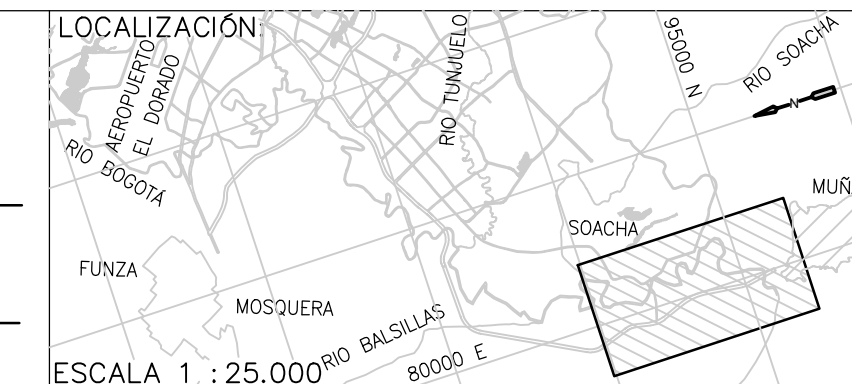 LOCALIZACIÓN:
AEROPUERTO
EL DORADO
RIO BOGOTÁ
RIO TUNJUELO
95000 N
RIO SOACHA
N
MUÑ
SOACHA
FUNZA
MOSQUERA
RIO BALSILLAS
80000 E
ESCALA 1 : 25.000